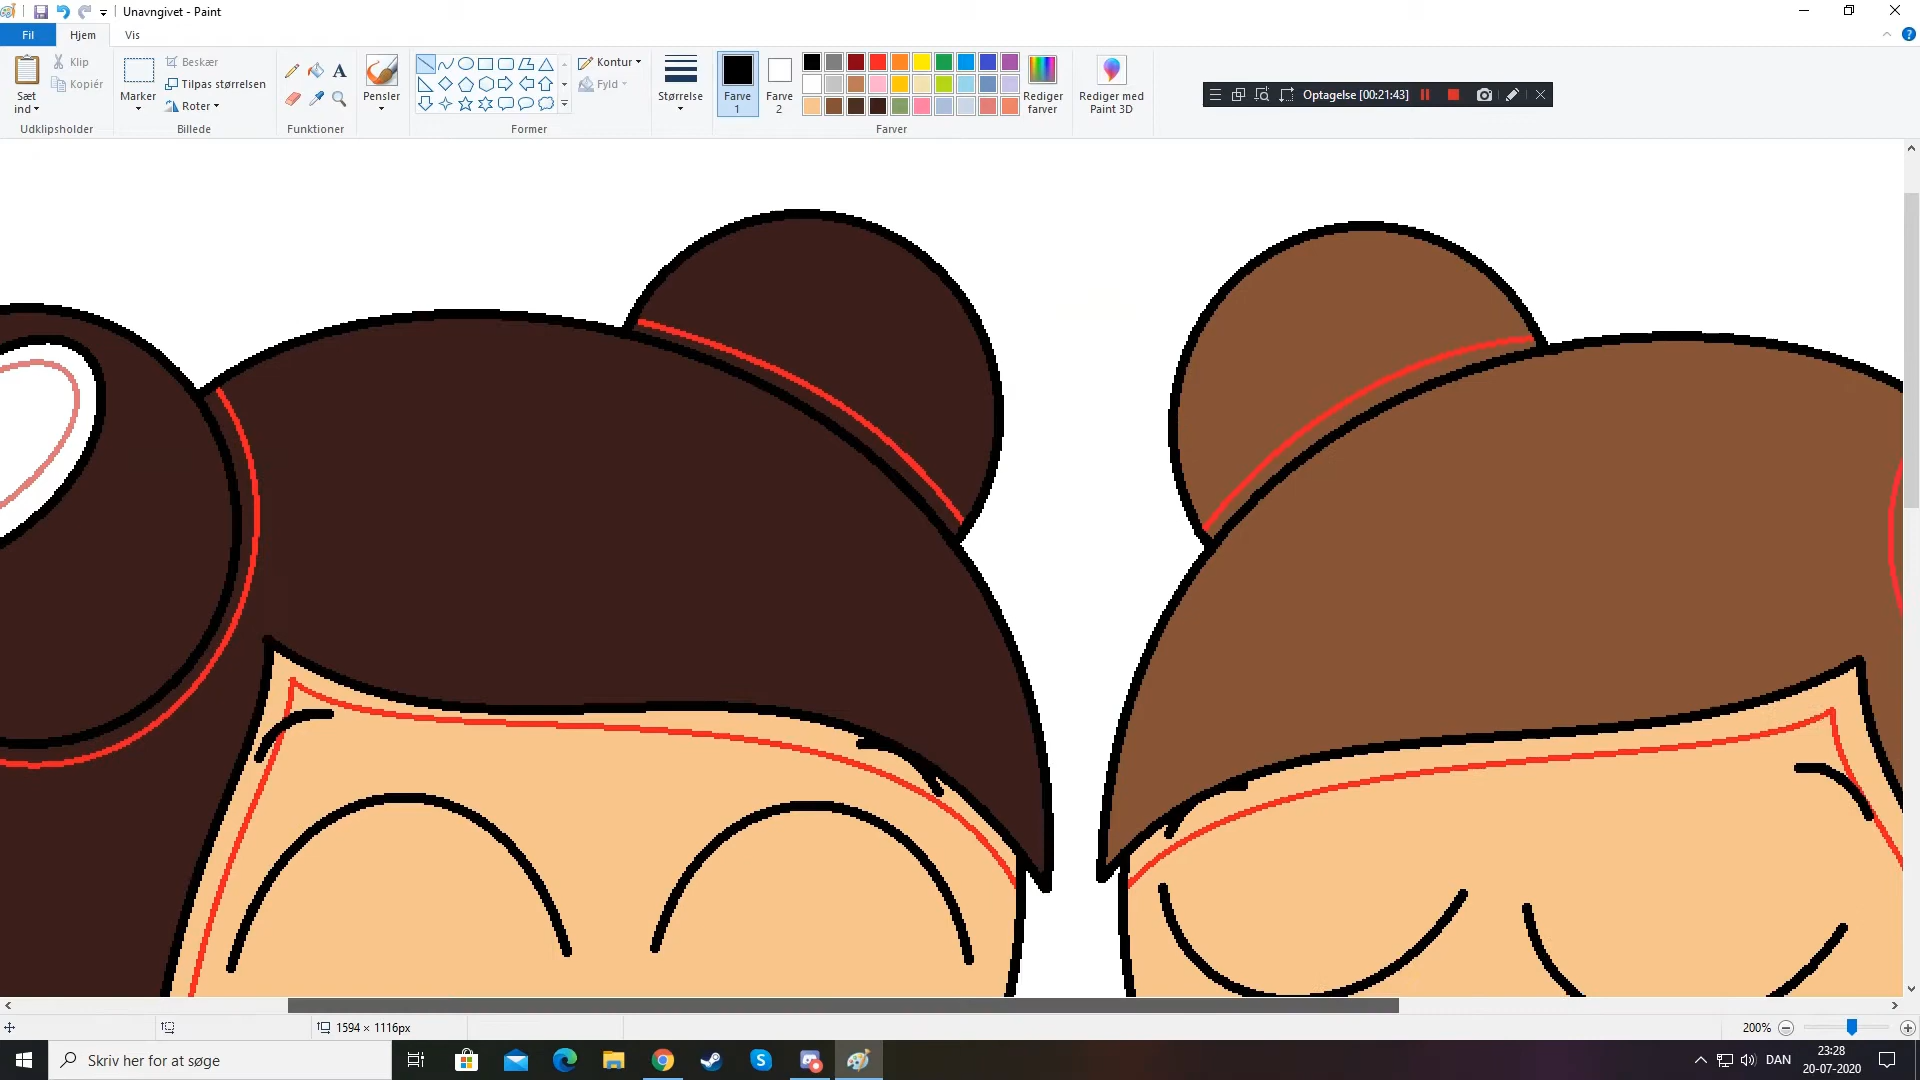 Unavngivet - Paint
Fil Hjem Vis
Sæt ind
Klip
Kopiér
Udklipsholder
Marker
Beskær
Tilpas størrelsen
Roter
Billede
A
Funktioner
Pensler
Former
Kontur
Fyld
Størrelse
Farve 1
Farve 2
Farver
Rediger farver
Rediger med Paint 3D
Optagelse [00:21:43]
1594 × 1116px
200%
Skriv her for at søge
DAN
23:28
20-07-2020